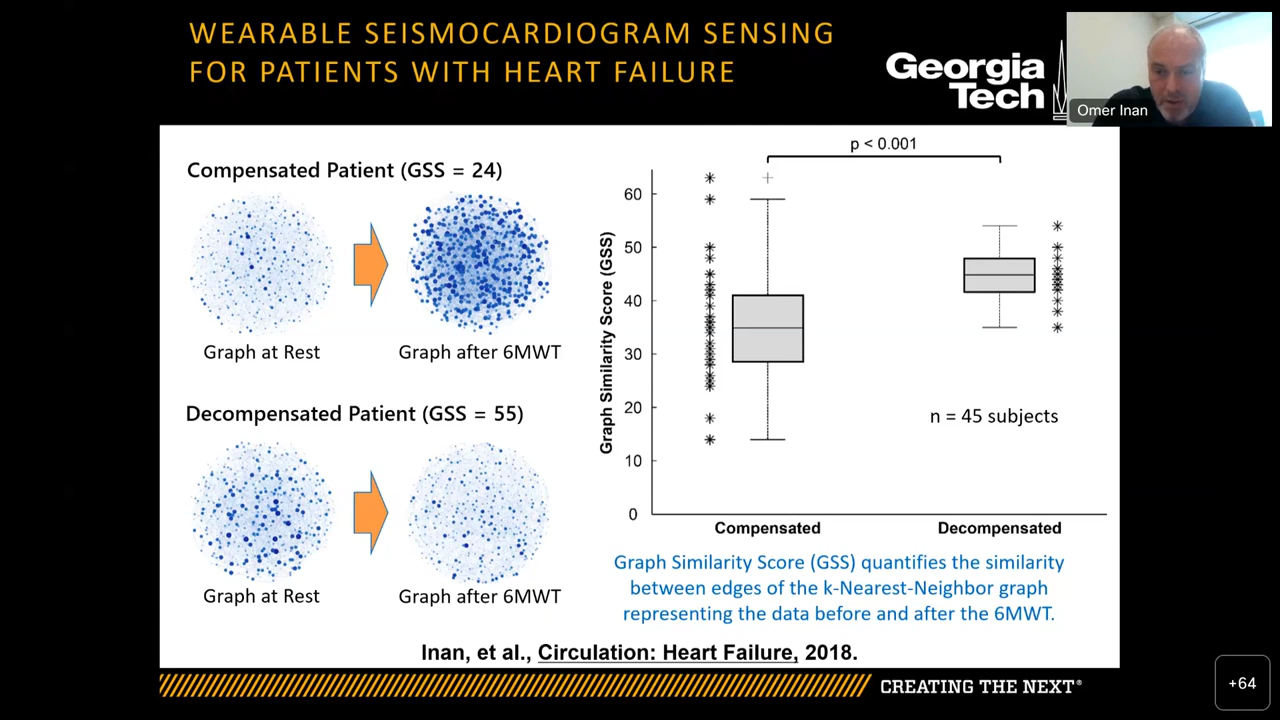 WEARABLE SEISMOCARDIOGRAM SENSING
FOR PATIENTS WITH HEART FAILURE
Georgia
Tech
Omer Inan
Compensated Patient (GSS = 24)
Graph at Rest
Graph after 6MWT
Decompensated Patient (GSS = 55)
Graph at Rest
Graph after 6MWT
p < 0.001
Graph Similarity Score (GSS)
60
50
40
30
20
10
0
n = 45 subjects
Compensated
Decompensated
Graph Similarity Score (GSS) quantifies the similarity
between edges of the k-Nearest-Neighbor graph
representing the data before and after the 6MWT.
Inan, et al., Circulation: Heart Failure, 2018.
CREATING THE NEXT®
+64